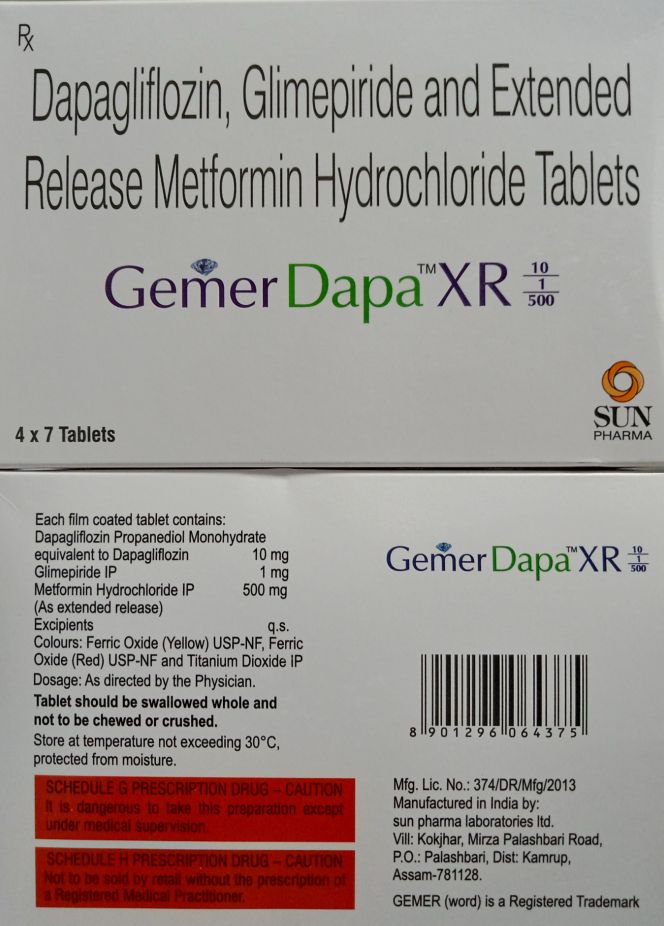 Rx
Dapagliflozin, Glimepiride and Extended
Release Metformin Hydrochloride Tablets
Gemer Dapa™ XR 10/1/500
SUN
PHARMA
4 x 7 Tablets
Each film coated tablet contains:
Dapagliflozin Propanediol Monohydrate
equivalent to Dapagliflozin 10 mg
Glimepiride IP 1 mg
Metformin Hydrochloride IP 500 mg
(As extended release)
Excipients q.s.
Colours: Ferric Oxide (Yellow) USP-NF, Ferric
Oxide (Red) USP-NF and Titanium Dioxide IP
Dosage: As directed by the Physician.
Tablet should be swallowed whole and
not to be chewed or crushed.
Store at temperature not exceeding 30°C,
protected from moisture.
SCHEDULE G PRESCRIPTION DRUG – CAUTION
It is dangerous to take this preparation except
under medical supervision.
SCHEDULE H PRESCRIPTION DRUG – CAUTION
Not to be sold by retail without the prescription of
a Registered Medical Practitioner.
Gemer Dapa™ XR 10/1/500
8 901296 064375
Mfg. Lic. No.: 374/DR/Mfg/2013
Manufactured in India by:
sun pharma laboratories ltd.
Vill: Kokjhar, Mirza Palashbari Road,
P.O.: Palashbari, Dist: Kamrup,
Assam-781128.
GEMER (word) is a Registered Trademark